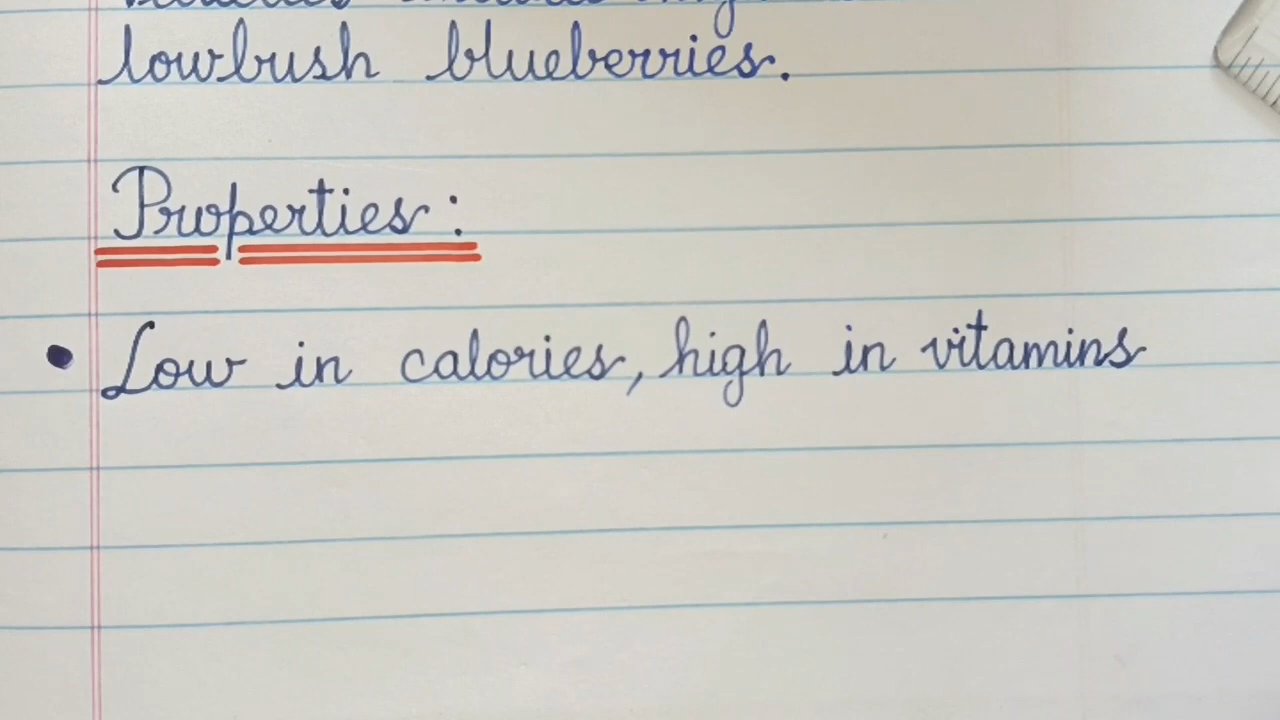 lowbush blueberries.
Properties:
• Low in calories, high in vitamins